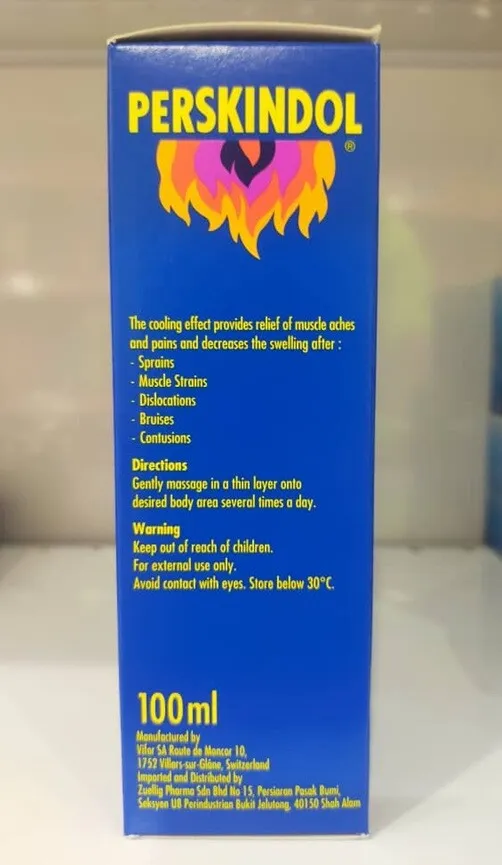 PERSKINDOL
®
The cooling effect provides relief of muscle aches
and pains and decreases the swelling after :
- Sprains
- Muscle Strains
- Dislocations
- Bruises
- Contusions
Directions
Gently massage in a thin layer onto
desired body area several times a day.
Warning
Keep out of reach of children.
For external use only.
Avoid contact with eyes. Store below 30°C.
100ml
Manufactured by
Vifor SA Route de Moncor 10,
1752 Villars-sur-Glâne, Switzerland
Imported and Distributed by
Zuellig Pharma Sdn Bhd No 15, Persiaran Pasak Bumi,
Seksyen U8 Perindustrian Bukit Jelutong, 40150 Shah Alam